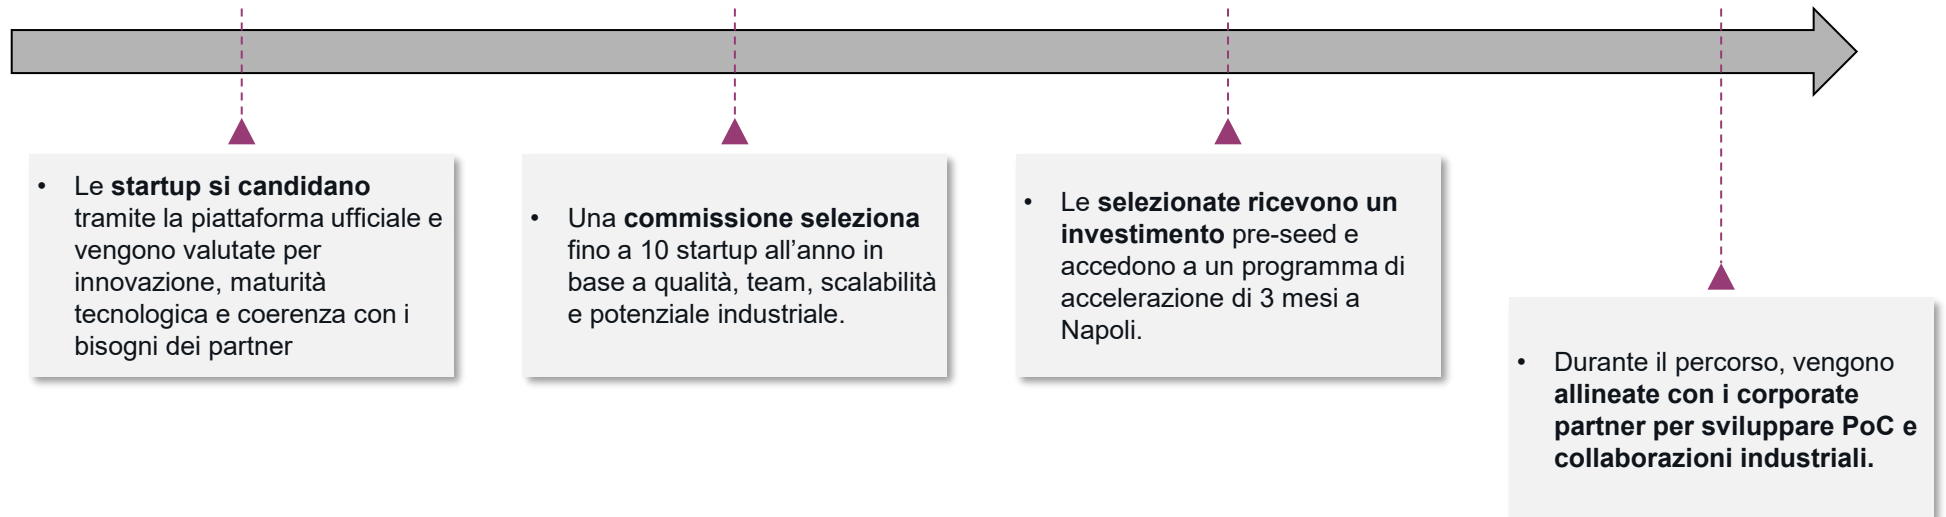 • Le startup si candidano
tramite la piattaforma ufficiale e
vengono valutate per
innovazione, maturità
tecnologica e coerenza con i
bisogni dei partner
• Una commissione seleziona
fino a 10 startup all’anno in
base a qualità, team, scalabilità
e potenziale industriale.
• Le selezionate ricevono un
investimento pre-seed e
accedono a un programma di
accelerazione di 3 mesi a
Napoli.
• Durante il percorso, vengono
allineate con i corporate
partner per sviluppare PoC e
collaborazioni industriali.